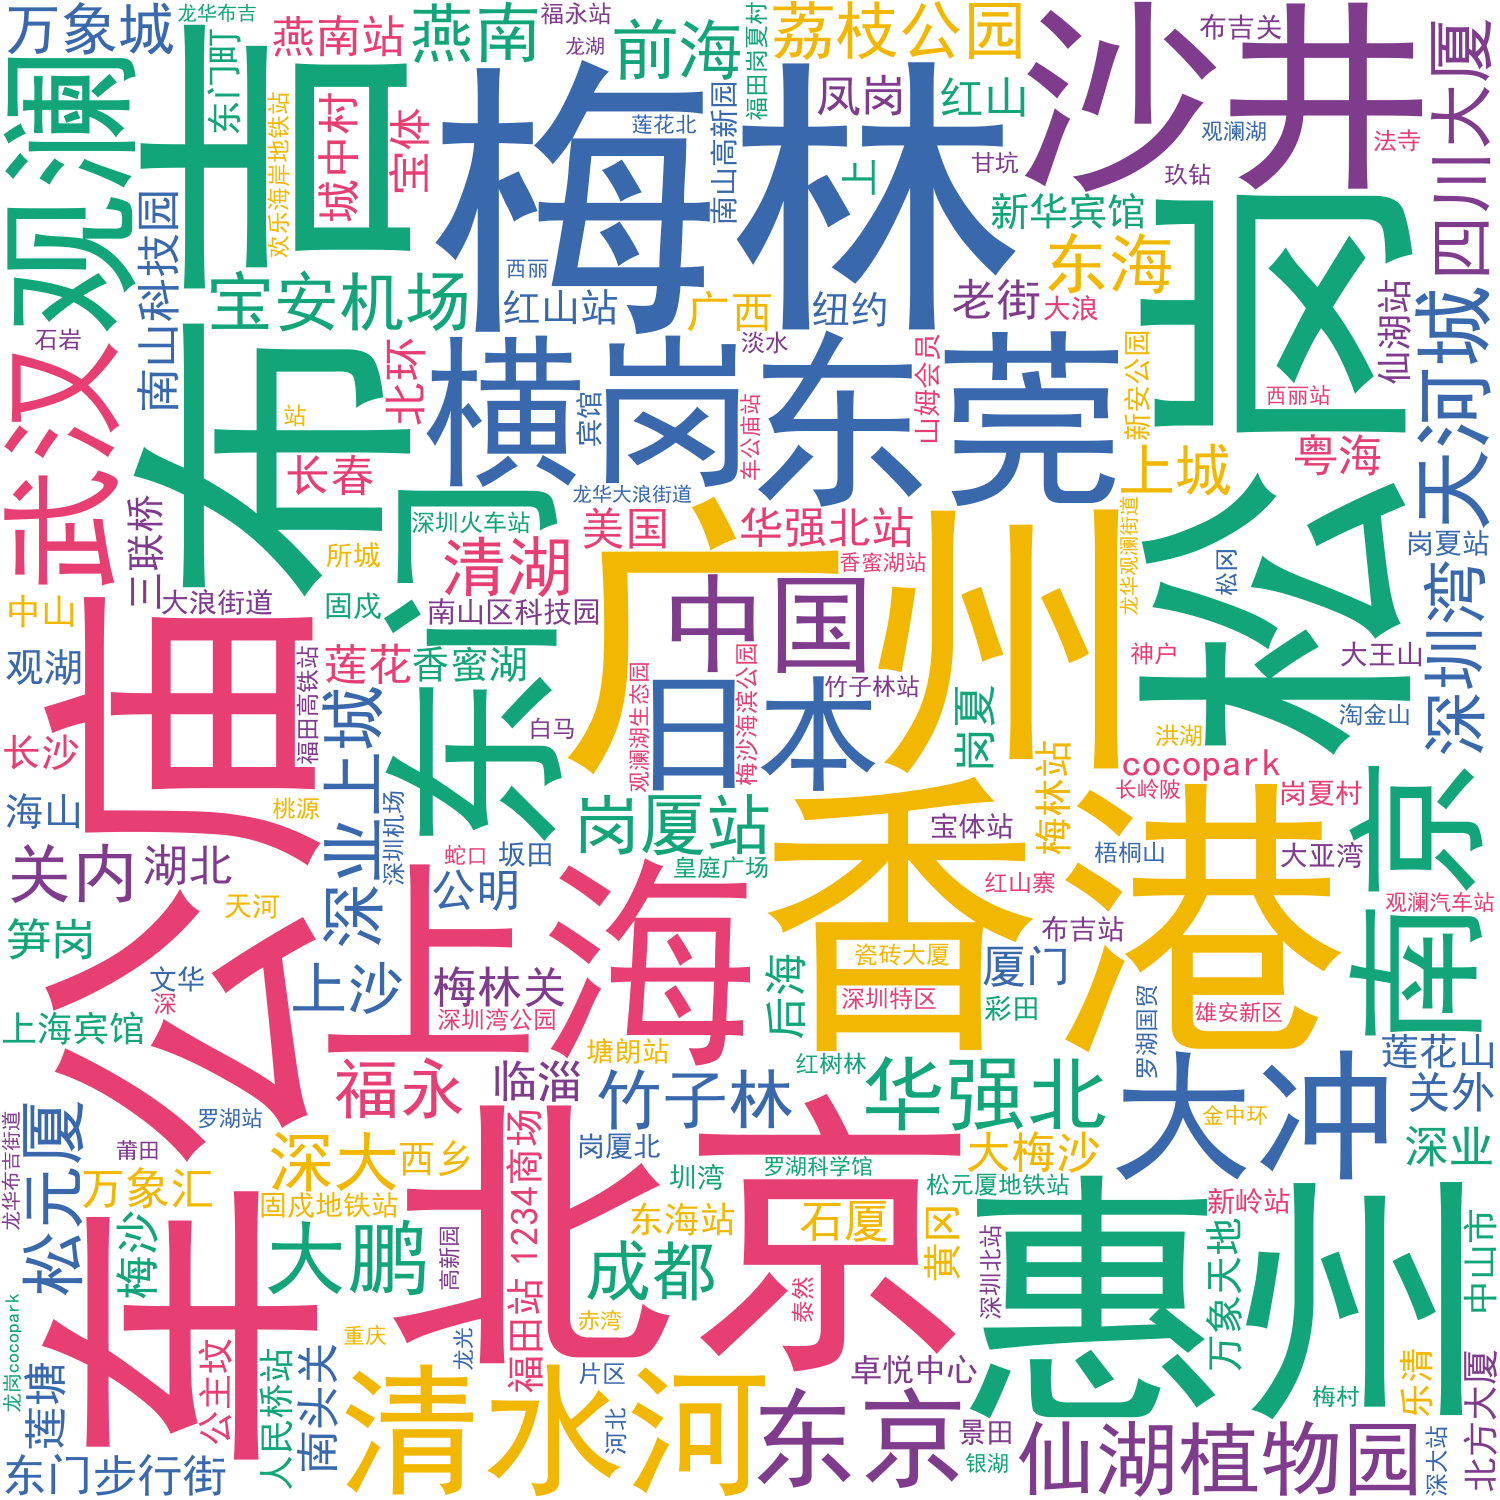 万象城
龙华布吉
燕南站
燕南
福永站
龙湖
前海
福田岗夏村
荔枝公园
沙井
布吉关
四川大厦
观澜
布吉
东门町
欢乐海岸地铁站
城中村
宝体
梅林
莲花北
南山高新园
凤岗
上
红山
甘坑
观澜湖
玖钻
法寺
南山科技园
新华宾馆
松岗
东海
宝安机场
西丽
红山站
广西
纽约
老街
大浪
仙湖站
天河城
石岩
武汉
北环
横岗
淡水
东莞
山姆会员
新安公园
西丽站
站
宾馆
车公庙站
长春
上城
粤海
三联桥
龙华大浪街道
深圳火车站
东门
清湖
美国
华强北站
广州
龙华观澜街道
松冈
岗夏站
所城
香蜜湖站
中国
深圳湾
中山
大浪街道
固戍
南山区科技园
车公庙
观湖
福田高铁站
莲花
香蜜湖
观澜湖生态园
梅沙海滨公园
竹子林站
岗夏
神户
大王山
日本
白马
淘金山
洪湖
长沙
深业上城
梅林站
cocopark
南京
海山
桃源
深圳机场
岗厦站
香港
长岭陂
岗夏村
宝体站
关内
湖北
蛇口
坂田
皇庭广场
梧桐山
大亚湾
上海
公明
红山寨
天河
观澜汽车站
笋岗
布吉站
瓷砖大厦
厦门
后海
文华
上沙
梅林关
深
深圳特区
彩田
罗湖国贸
雄安新区
上海宾馆
深圳湾公园
塘朗站
红树林
莲花山
福永
临淄
竹子林
华强北
大冲
关外
松元厦
罗湖站
金中环
龙华布吉街道
莆田
深大
西乡
北京
1234商场
岗厦北
大梅沙
深业
万象汇
圳湾
罗湖科学馆
松元厦地铁站
惠州
新岭站
固戍地铁站
梅沙
大鹏
高新园
福田站
东海站
石厦
黄冈
深圳北站
万象天地
中山市
成都
泰然
龙岗cocopark
赤湾
重庆
龙光
莲塘
公主坟
人民桥站
南头关
清水河
片区
卓悦中心
乐清
北方大厦
梅村
河北
东京
景田
仙湖植物园
东门步行街
银湖
深大站